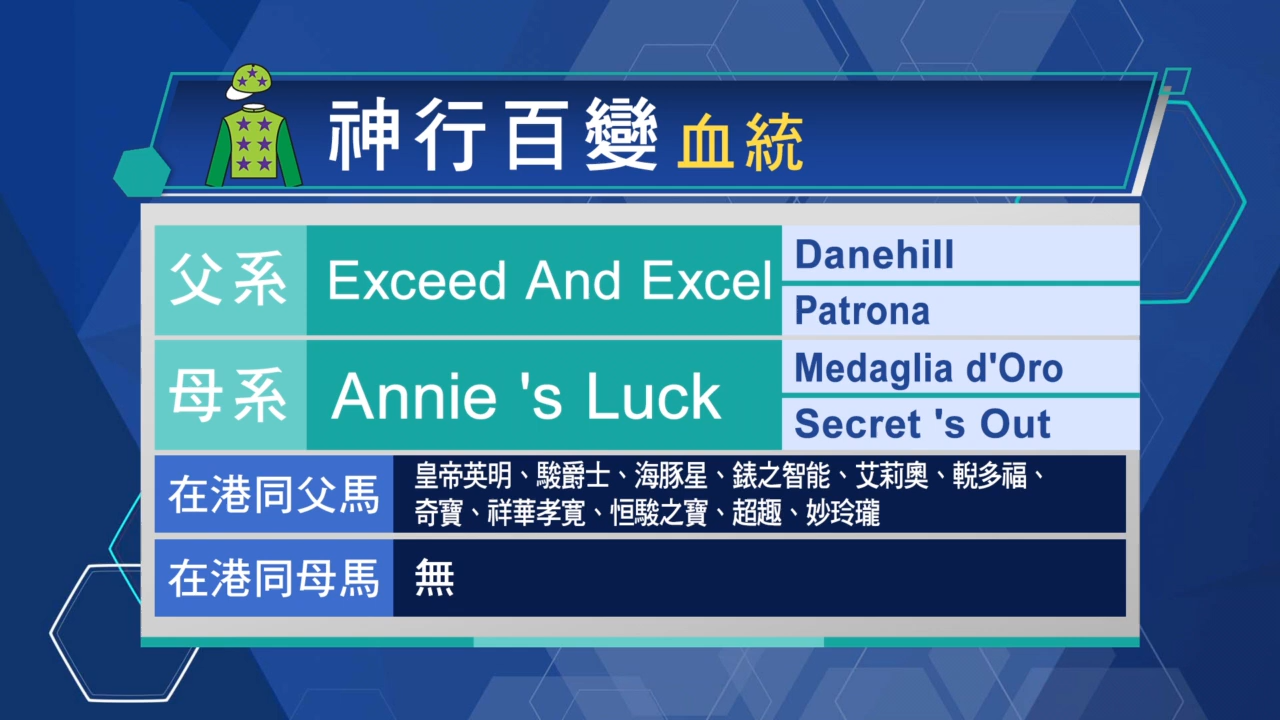 神行百變 血統
父系 Exceed And Excel
Danehill
Patrona
母系 Annie 's Luck
Medaglia d'Oro
Secret 's Out
在港同父馬 皇帝英明、駿爵士、海豚星、錶之智能、艾莉奧、輗多福、
奇寶、祥華孝寬、恒駿之寶、超趣、妙玲瓏
在港同母馬 無